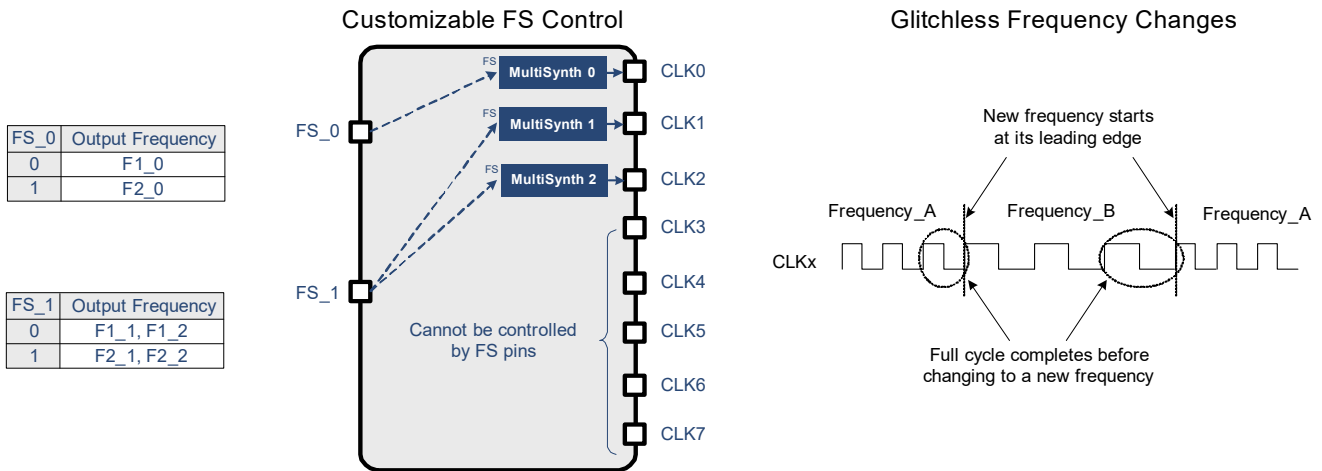 Customizable FS Control
Glitchless Frequency Changes
FS_0 Output Frequency
0 F1_0
1 F2_0
FS_1 Output Frequency
0 F1_1, F1_2
1 F2_1, F2_2
FS_0
FS_1
FS
MultiSynth 0
CLK0
FS
MultiSynth 1
CLK1
FS
MultiSynth 2
CLK2
CLK3
CLK4
CLK5
CLK6
CLK7
Cannot be controlled
by FS pins
New frequency starts
at its leading edge
Frequency_A
Frequency_B
Frequency_A
CLKx
Full cycle completes before
changing to a new frequency